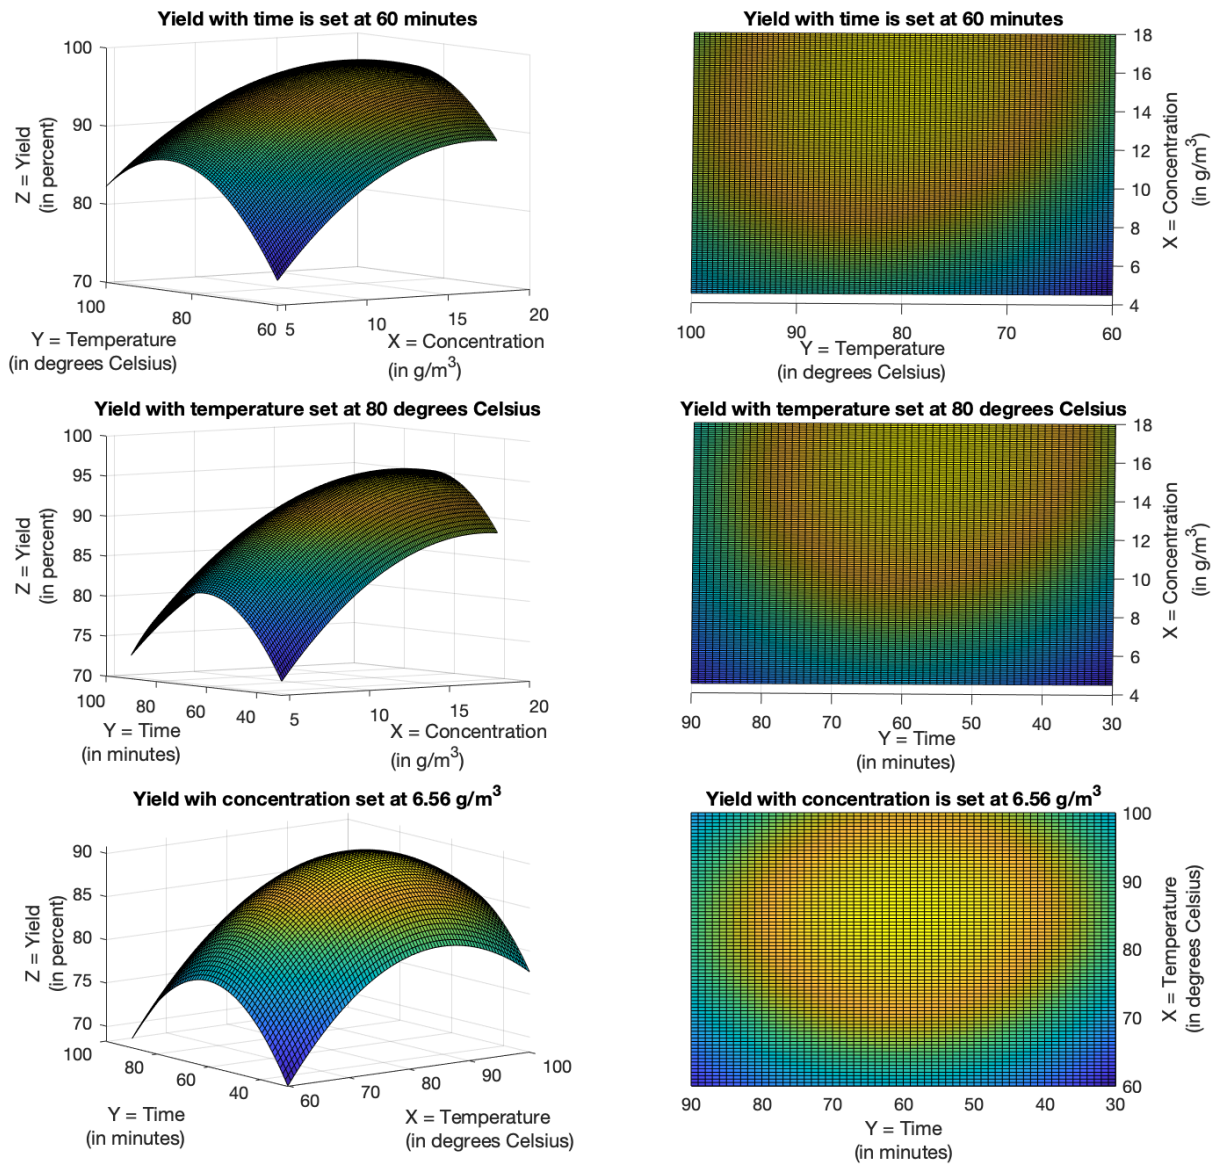 Yield with time is set at 60 minutes
100
90
80
70
Z = Yield
(in percent)
100
80
60
Y = Temperature
(in degrees Celsius)
5
10
15
20
X = Concentration
(in g/m³)
Yield with time is set at 60 minutes
18
16
14
12
10
8
6
4
X = Concentration
(in g/m³)
100
90
80
70
60
Y = Temperature
(in degrees Celsius)
Yield with temperature set at 80 degrees Celsius
100
95
90
85
80
75
70
Z = Yield
(in percent)
100
80
60
40
Y = Time
(in minutes)
5
10
15
20
X = Concentration
(in g/m³)
Yield with temperature set at 80 degrees Celsius
18
16
14
12
10
8
6
4
X = Concentration
(in g/m³)
90
80
70
60
50
40
30
Y = Time
(in minutes)
Yield wih concentration set at 6.56 g/m³
90
85
80
75
70
Z = Yield
(in percent)
100
80
60
40
Y = Time
(in minutes)
60
70
80
90
100
X = Temperature
(in degrees Celsius)
Yield with concentration is set at 6.56 g/m³
100
90
80
70
60
X = Temperature
(in degrees Celsius)
90
80
70
60
50
40
30
Y = Time
(in minutes)